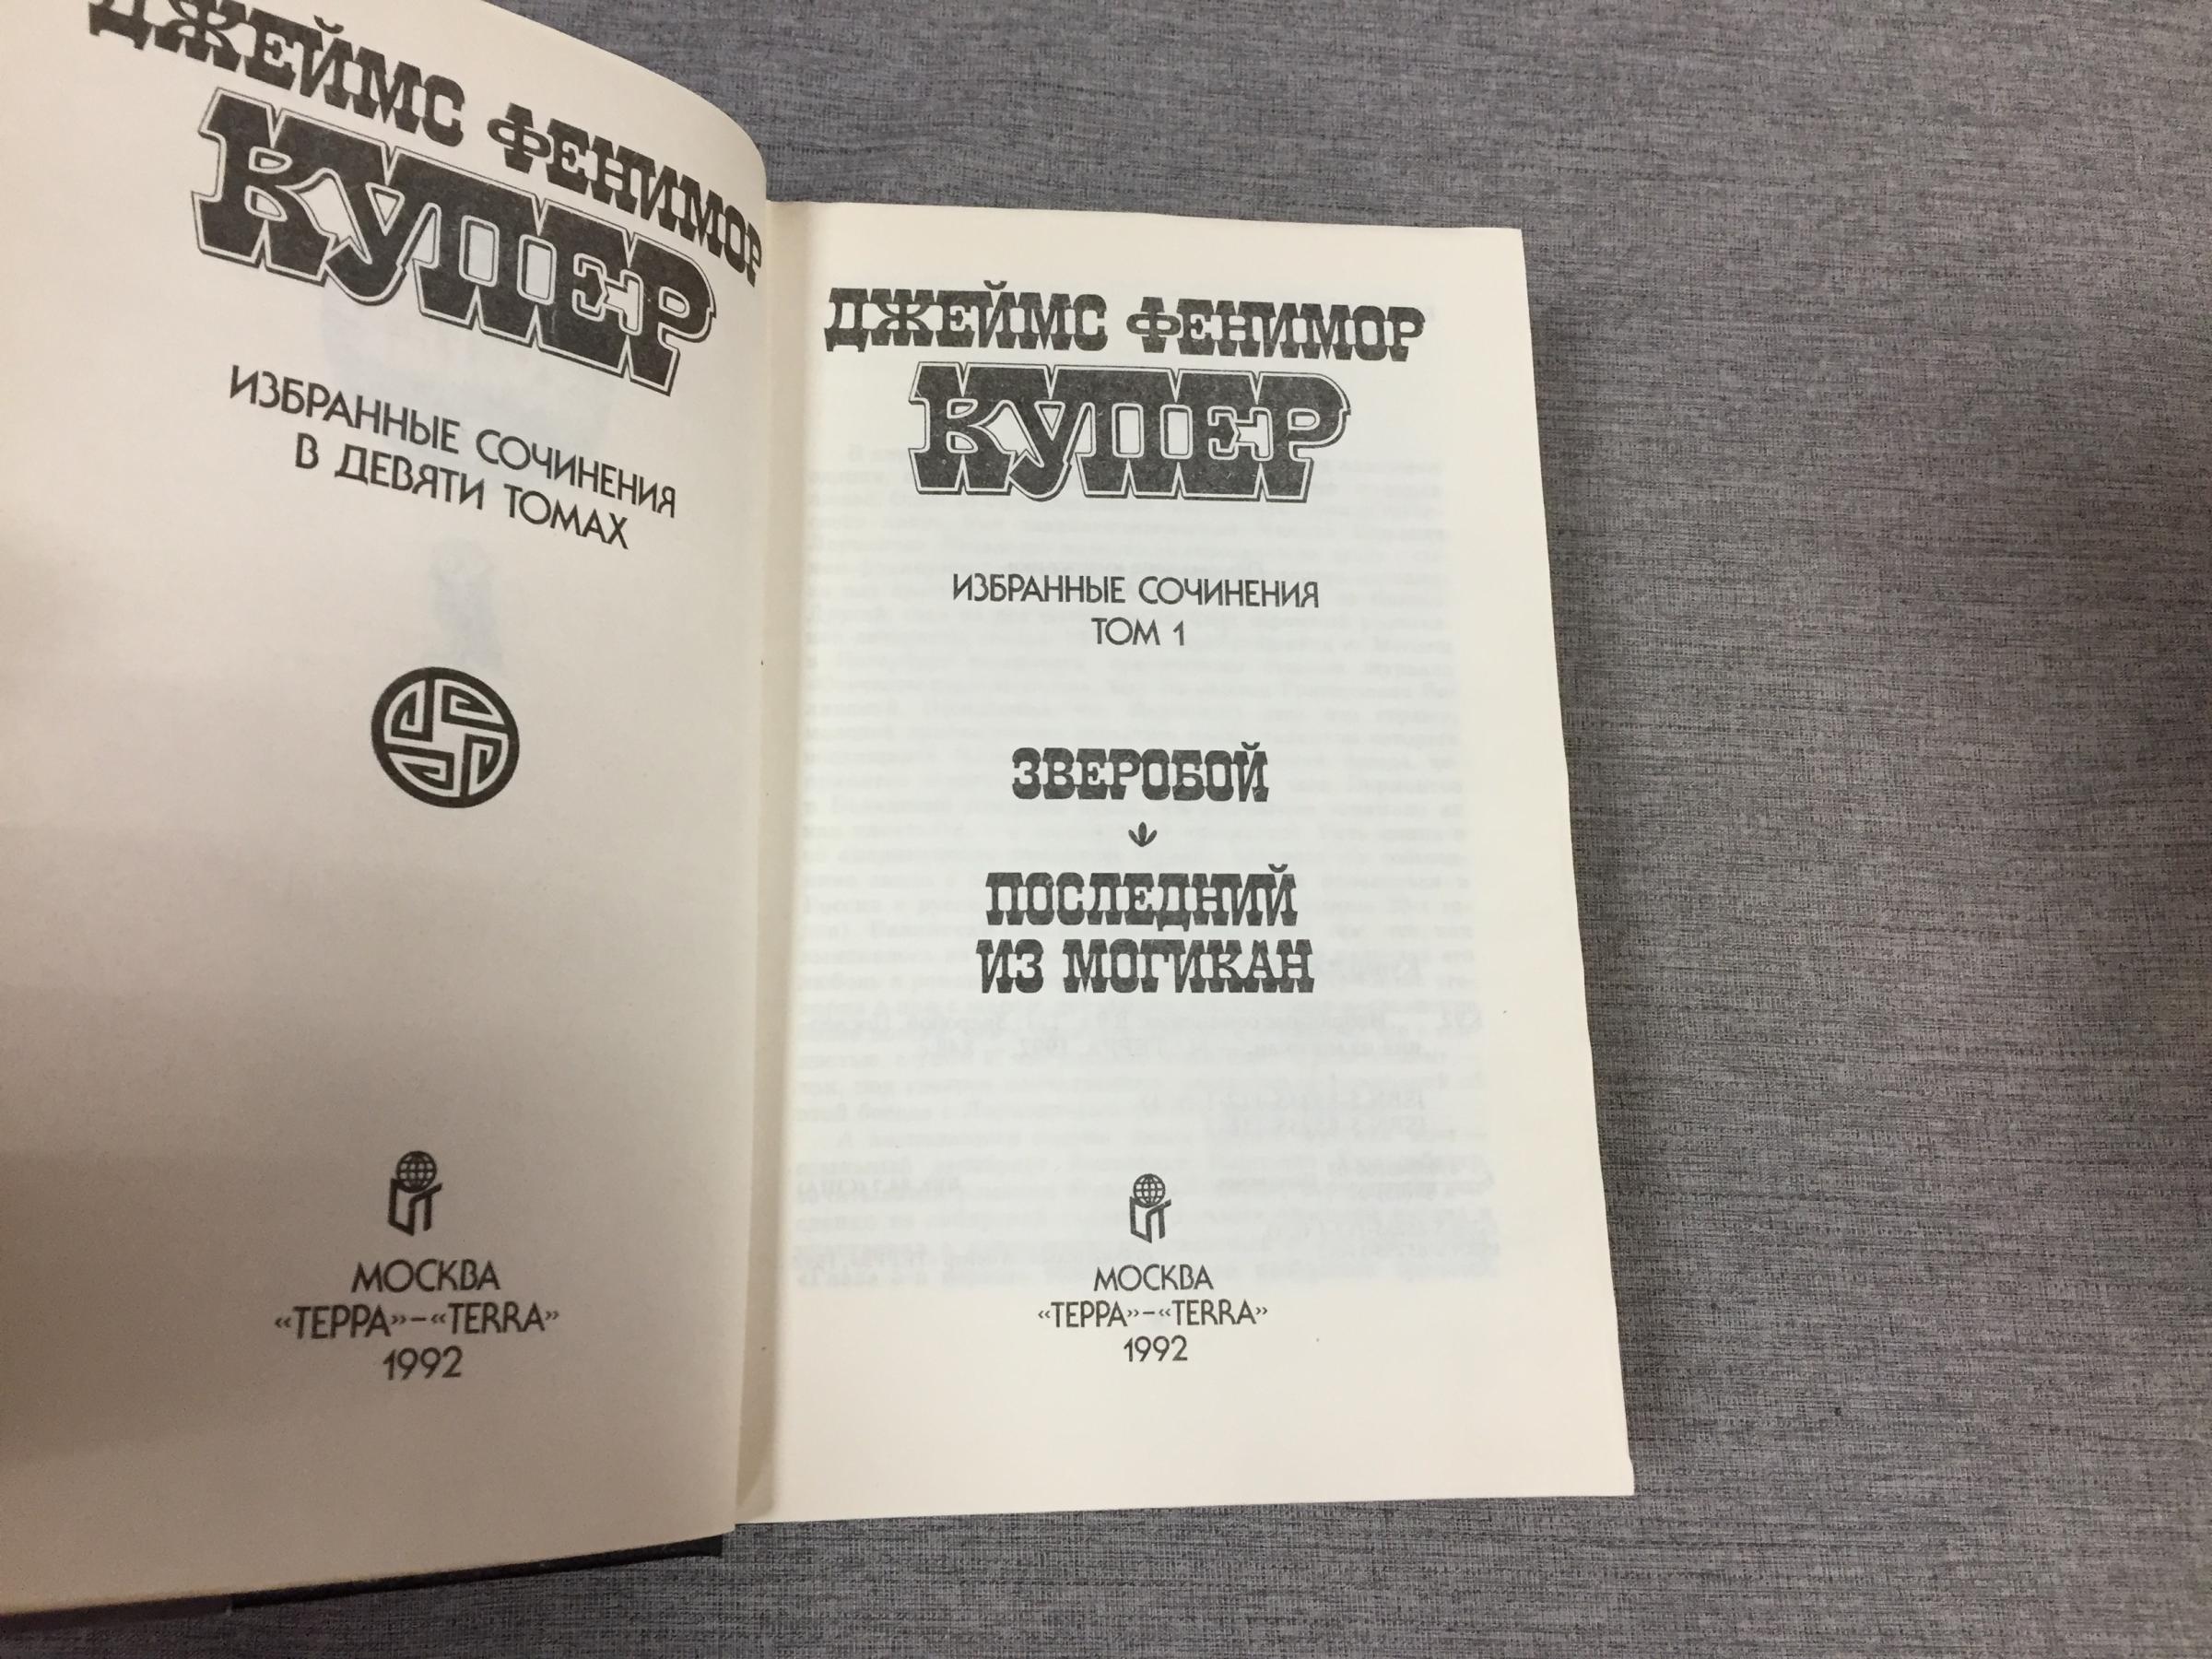 ДЖЕЙМС ФЕНИМОР
КУПЕР
ИЗБРАННЫЕ СОЧИНЕНИЯ
В ДЕВЯТИ ТОМАХ
МОСКВА
«ТЕРРА»–«TERRA»
1992
ДЖЕЙМС ФЕНИМОР
КУПЕР
ИЗБРАННЫЕ СОЧИНЕНИЯ
ТОМ 1
ЗВЕРОБОЙ
ПОСЛЕДНИЙ
ИЗ МОГИКАН
МОСКВА
«ТЕРРА»–«TERRA»
1992